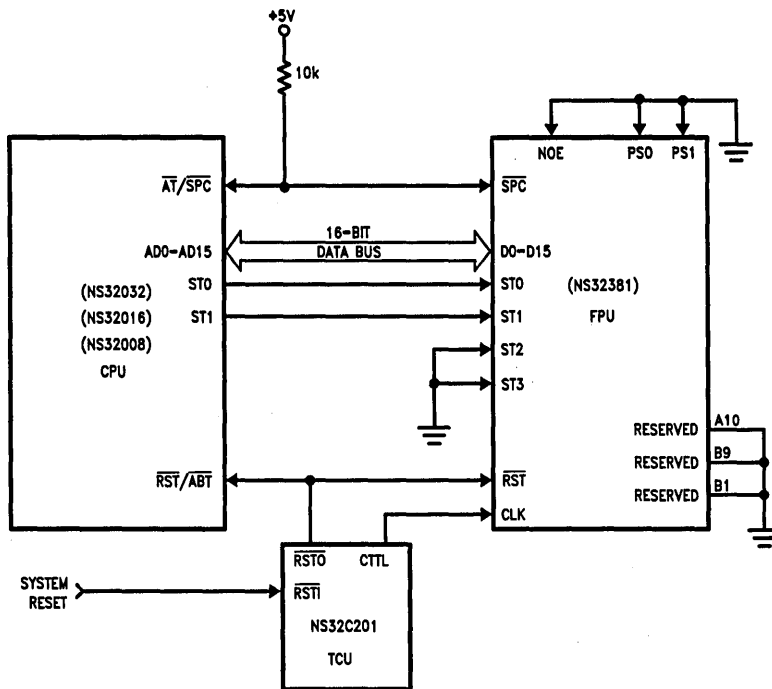 +5V
10k
NOE PS0 PS1
AT/SPC
SPC
16-BIT
DATA BUS
AD0-AD15
D0-D15
ST0
ST0
(NS32032)
(NS32381)
(NS32016)
ST1
ST1
FPU
(NS32008)
CPU
ST2
ST3
RESERVED
A10
RESERVED
B9
RESERVED
B1
RST/ABT
RST
CLK
RSTO CTTL
SYSTEM
RESET
RSTI
NS32C201
TCU